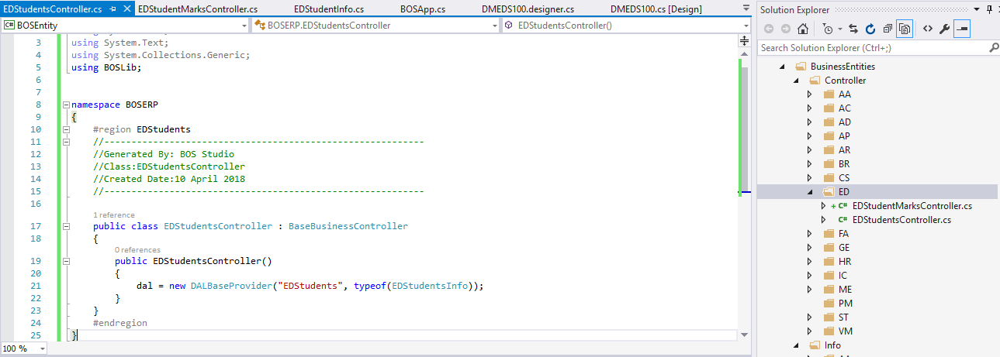 EDStudentsController.cs
EDStudentMarksController.cs
EDStudentInfo.cs
BOSApp.cs
DMEDS100.designer.cs
DMEDS100.cs [Design]
BOSEntity
BOSERP.EDStudentsController
EDStudentsController()
3 using System.Text;
4 using System.Collections.Generic;
5 using BOSLib;
6
7
8 namespace BOSERP
9 {
10 #region EDStudents
11 //-----------------------------------------------------------
12 //Generated By: BOS Studio
13 //Class:EDStudentsController
14 //Created Date:10 April 2018
15 //-----------------------------------------------------------
16
1 reference
17 public class EDStudentsController : BaseBusinessController
18 {
0 references
19 public EDStudentsController()
20 {
21 dal = new DALBaseProvider("EDStudents", typeof(EDStudentsInfo));
22 }
23 }
24 #endregion
25 }
100 %
Solution Explorer
Search Solution Explorer (Ctrl+;)
BusinessEntities
Controller
AA
AC
AD
AP
AR
BR
CS
ED
EDStudentMarksController.cs
EDStudentsController.cs
FA
GE
HR
IC
ME
PM
ST
VM
Info